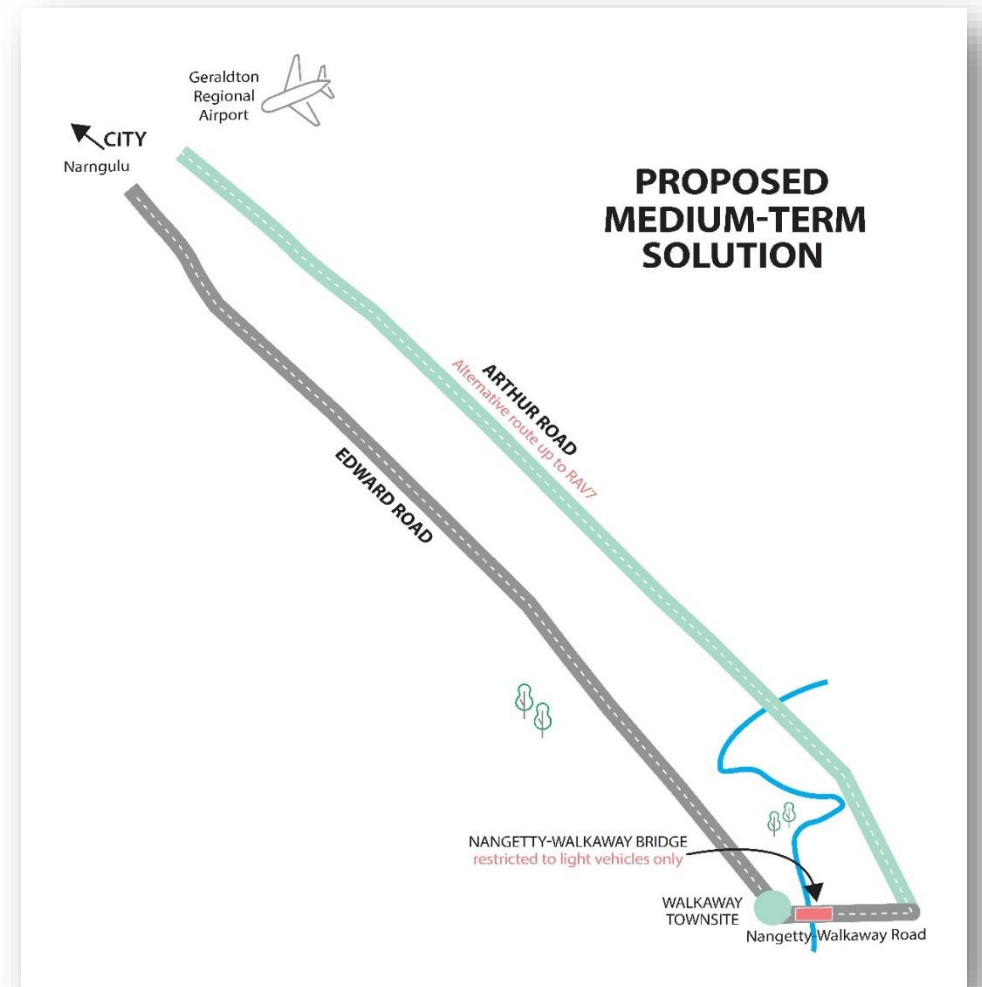 Geraldton
Regional
Airport
CITY
Narngulu
PROPOSED
MEDIUM-TERM
SOLUTION
ARTHUR ROAD
Alternative route up to RAV7
EDWARD ROAD
NANGETTY-WALKAWAY BRIDGE
restricted to light vehicles only
WALKAWAY
TOWNSITE
Nangetty-Walkaway Road